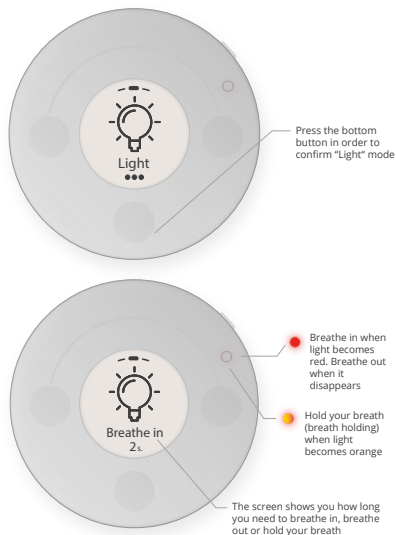 Light
Press the bottom
button in order to
confirm "Light" mode
Breathe in when
light becomes
red. Breathe out
when it
disappears
Hold your breath
(breath holding)
when light
becomes orange
Breathe in
2s.
The screen shows you how long
you need to breathe in, breathe
out or hold your breath